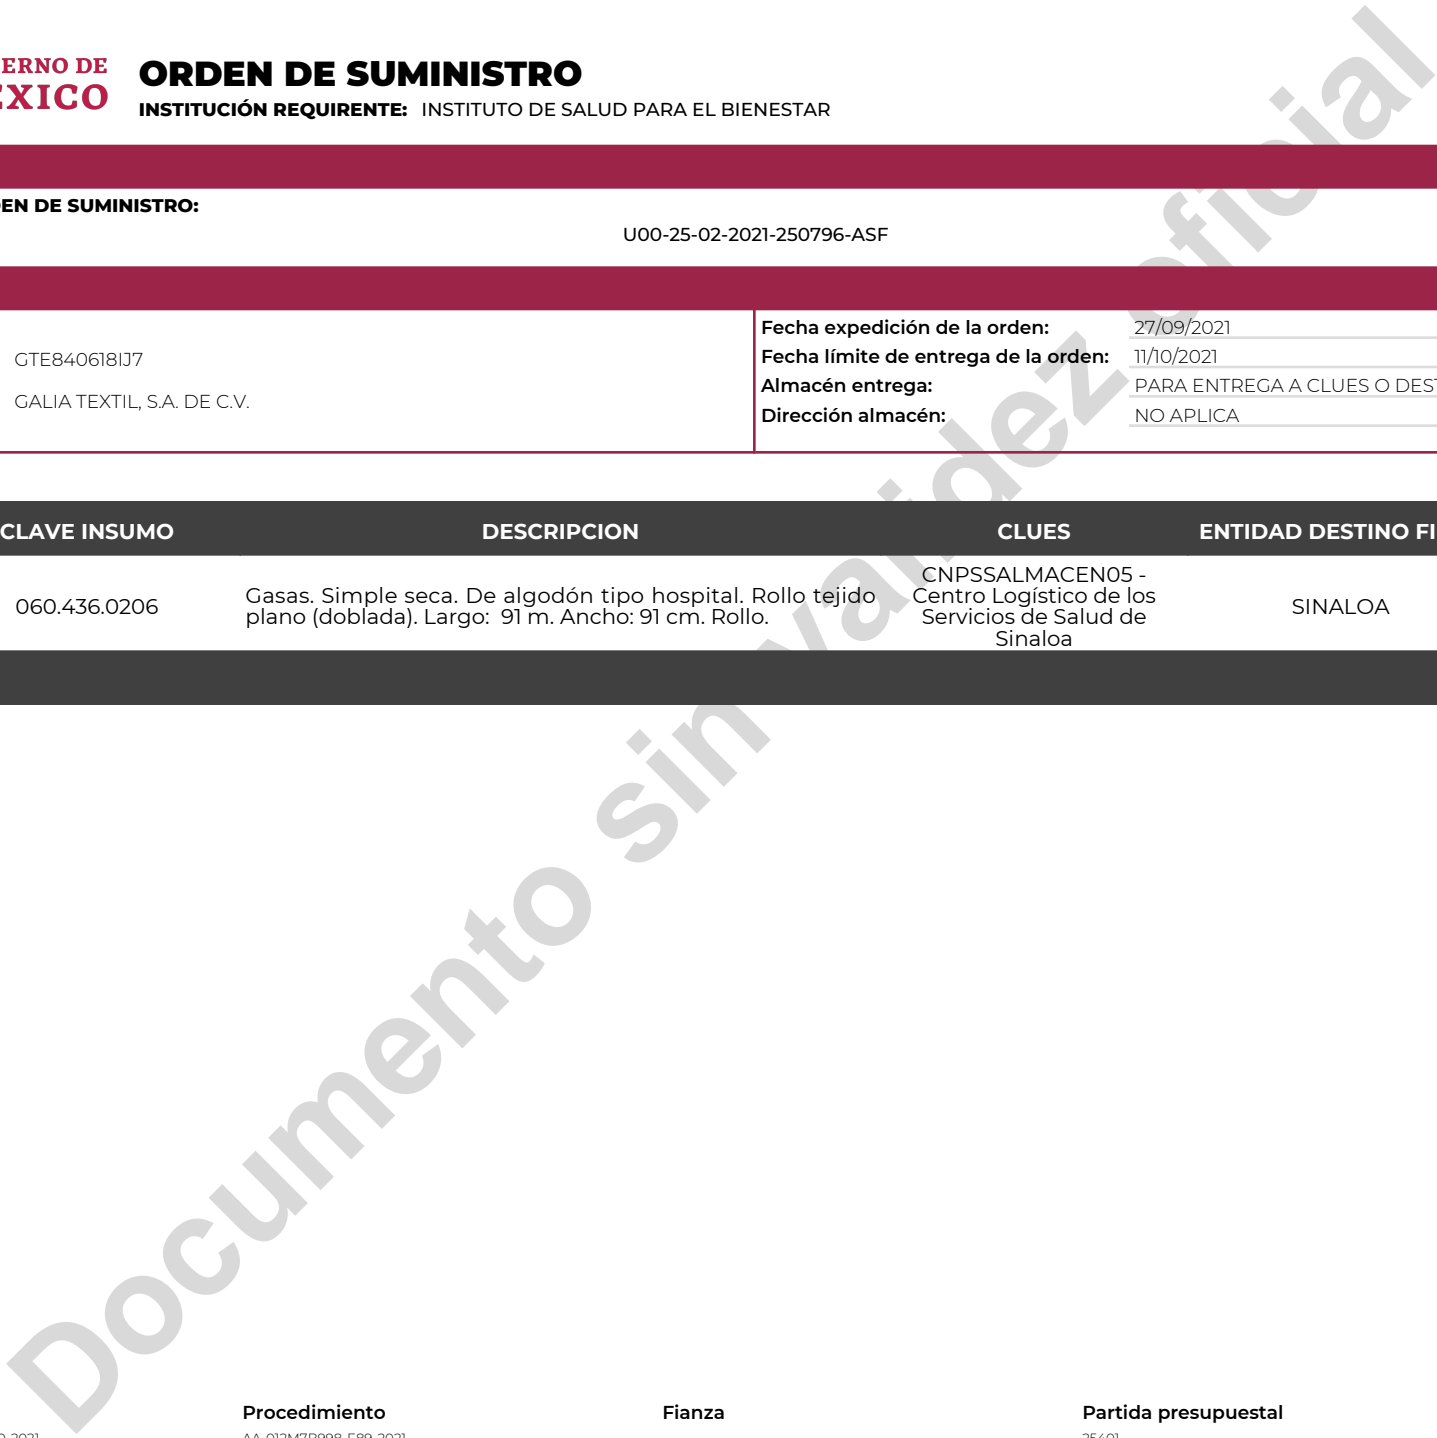 ERNO DE
EXICO
ORDEN DE SUMINISTRO
INSTITUCIÓN REQUIRENTE: INSTITUTO DE SALUD PARA EL BIENESTAR
EN DE SUMINISTRO:
U00-25-02-2021-250796-ASF
GTE840618IJ7
GALIA TEXTIL, S.A. DE C.V.
Fecha expedición de la orden: 27/09/2021
Fecha límite de entrega de la orden: 11/10/2021
Almacén entrega: PARA ENTREGA A CLUES O DEST
Dirección almacén: NO APLICA
CLAVE INSUMO DESCRIPCION CLUES ENTIDAD DESTINO FI
060.436.0206
Gasas. Simple seca. De algodón tipo hospital. Rollo tejido
plano (doblada). Largo: 91 m. Ancho: 91 cm. Rollo.
CNPSSALMACEN05 -
Centro Logístico de los
Servicios de Salud de
Sinaloa
SINALOA
Documento sin validez oficial
Procedimiento Fianza Partida presupuestal